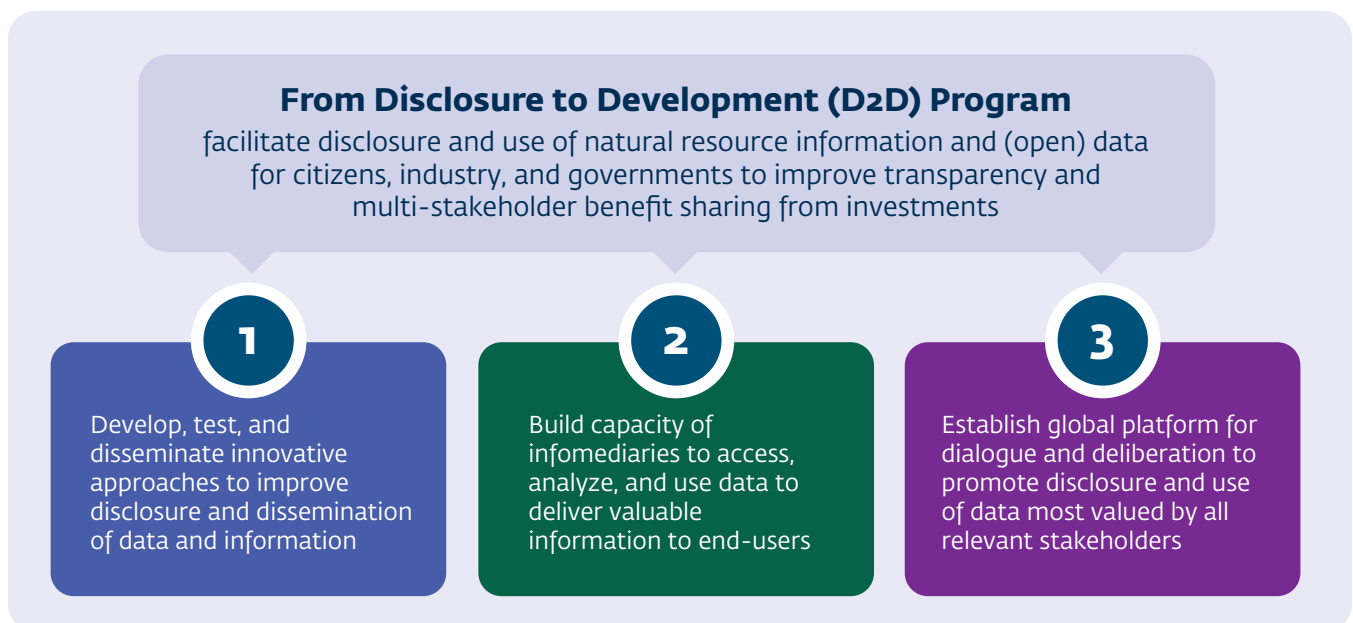 From Disclosure to Development (D2D) Program
facilitate disclosure and use of natural resource information and (open) data
for citizens, industry, and governments to improve transparency and
multi-stakeholder benefit sharing from investments
1
Develop, test, and
disseminate innovative
approaches to improve
disclosure and dissemination
of data and information
2
Build capacity of
infomediaries to access,
analyze, and use data to
deliver valuable
information to end-users
3
Establish global platform for
dialogue and deliberation to
promote disclosure and use
of data most valued by all
relevant stakeholders